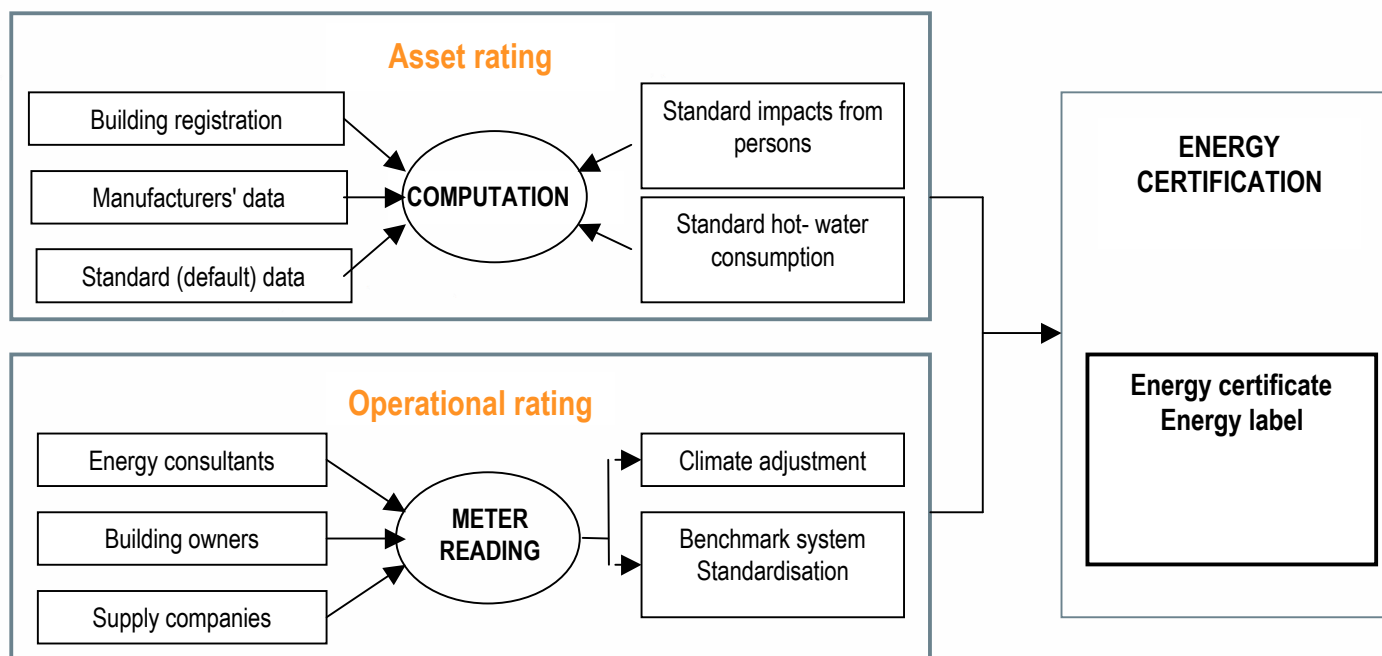 Asset rating
Building registration
Manufacturers' data
Standard (default) data
COMPUTATION
Standard impacts from
persons
Standard hot- water
consumption
Operational rating
Energy consultants
Building owners
Supply companies
METER
READING
Climate adjustment
Benchmark system
Standardisation
ENERGY
CERTIFICATION
Energy certificate
Energy label